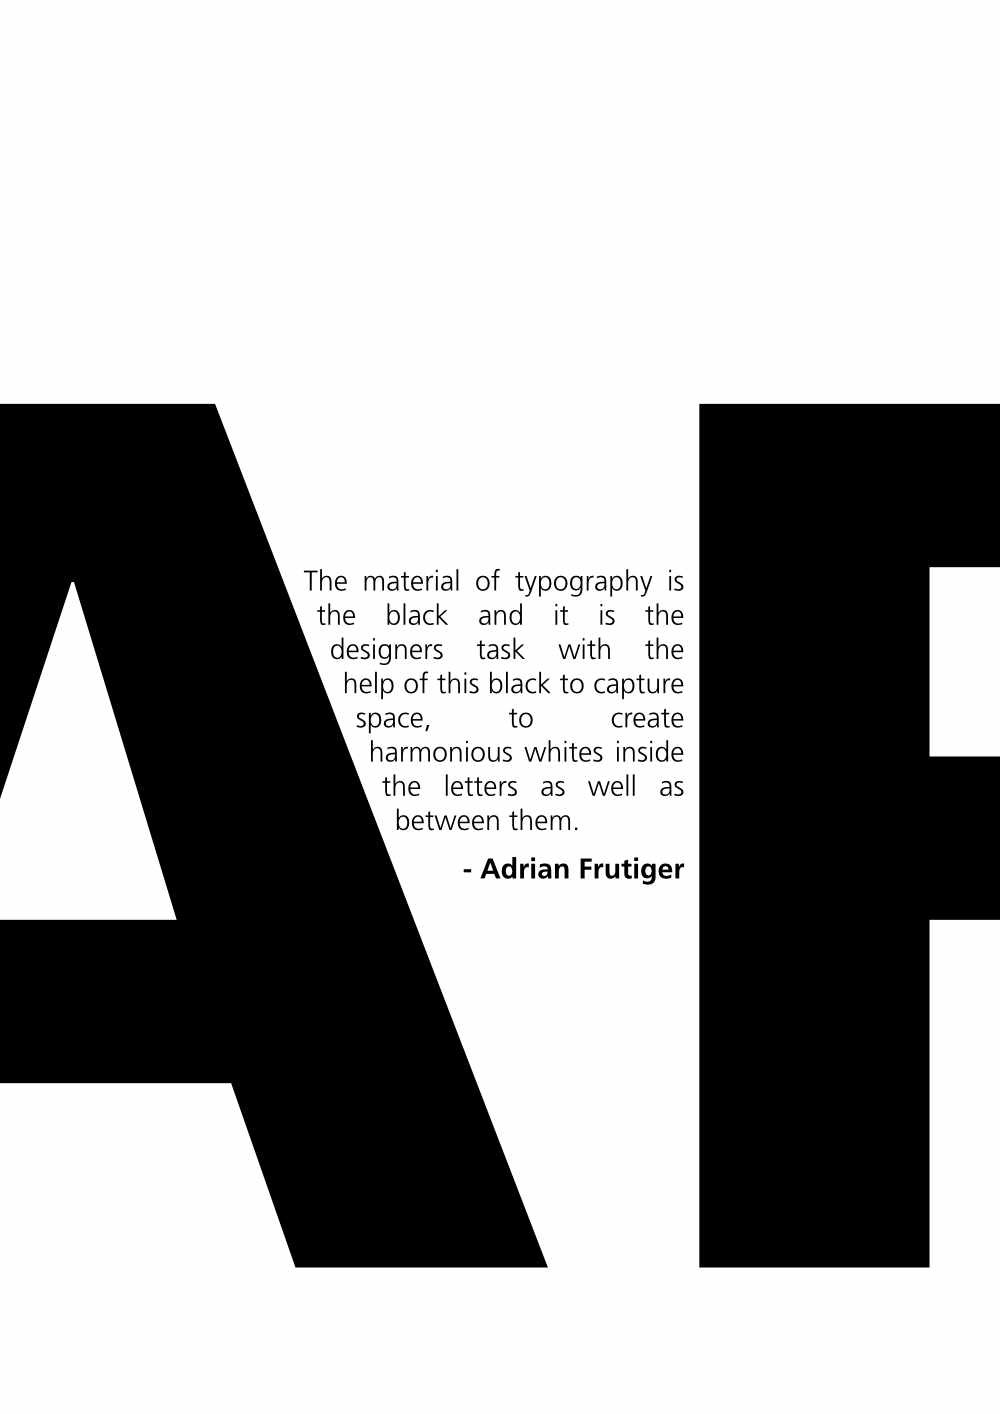 AF
The material of typography is
the black and it is the
designers task with the
help of this black to capture
space, to create
harmonious whites inside
the letters as well as
between them.
- Adrian Frutiger